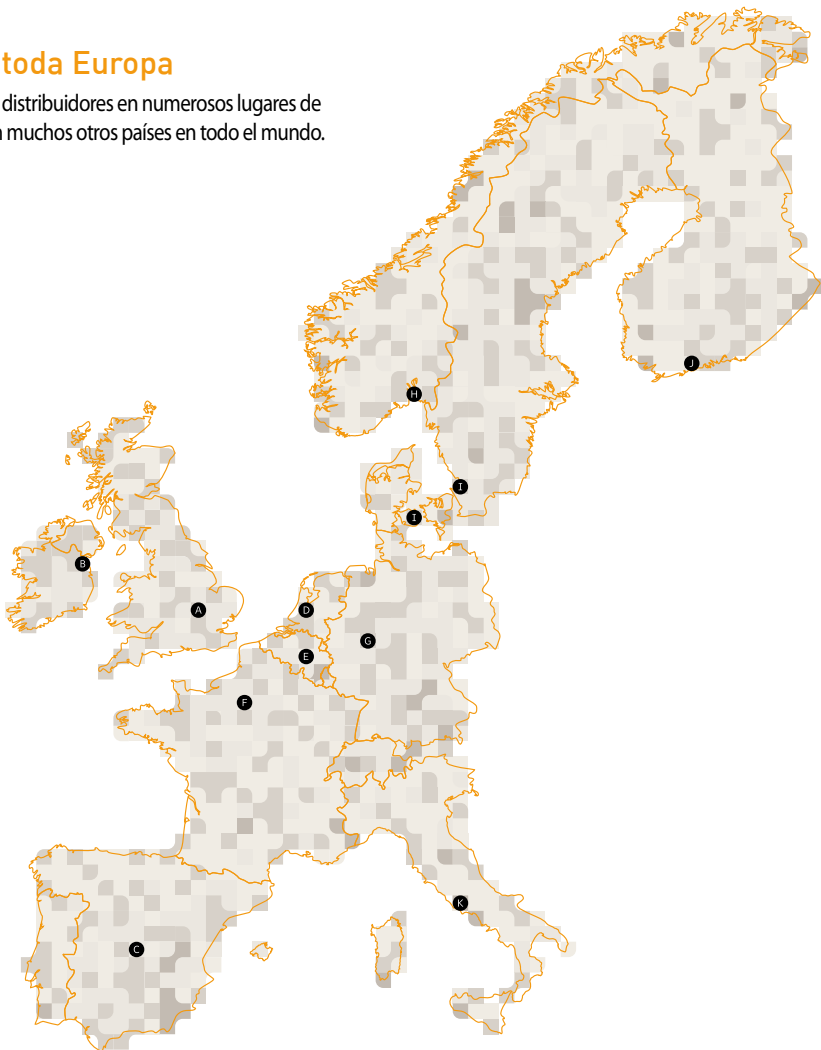 toda Europa
distribuidores en numerosos lugares de
muchos otros países en todo el mundo.
H
J
I
I
B
A
D
G
E
F
K
C